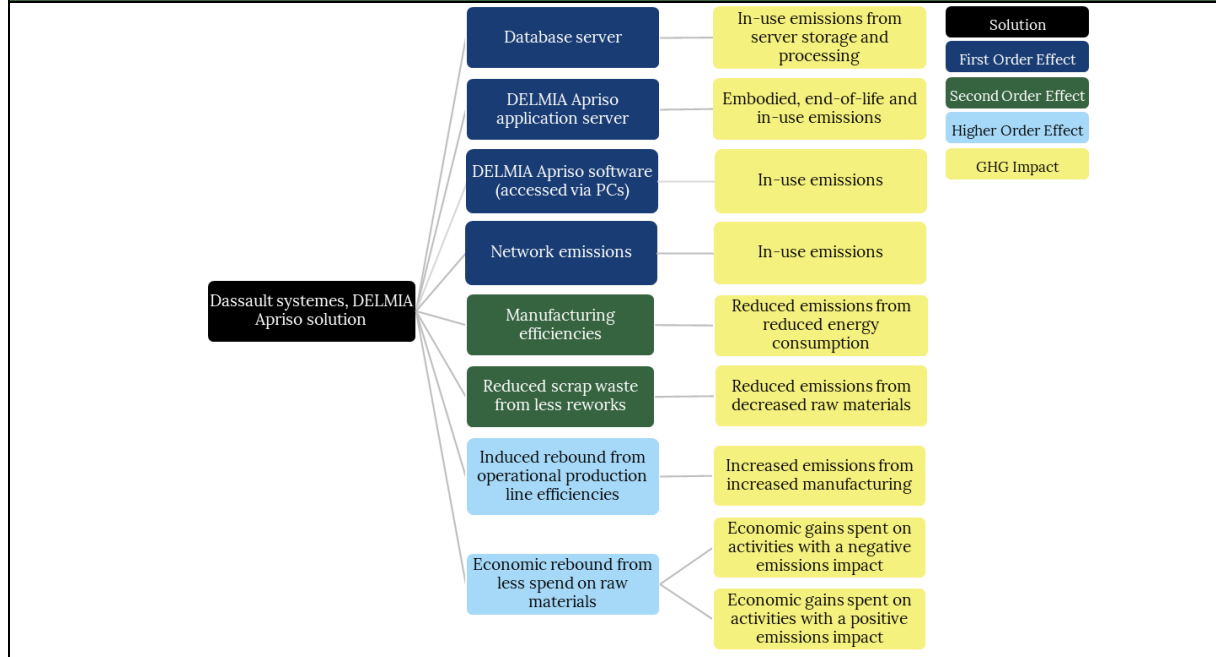 Database server
In-use emissions from
server storage and
processing
Solution
First Order Effect
Second Order Effect
Higher Order Effect
GHG Impact
DELMIA Apriso
application server
Embodied, end-of-life and
in-use emissions
DELMIA Apriso software
(accessed via PCs)
In-use emissions
Network emissions
In-use emissions
Dassault systemes, DELMIA
Apriso solution
Manufacturing
efficiencies
Reduced emissions from
reduced energy
consumption
Reduced scrap waste
from less reworks
Reduced emissions from
decreased raw materials
Induced rebound from
operational production
line efficiencies
Increased emissions from
increased manufacturing
Economic rebound from
less spend on raw
materials
Economic gains spent on
activities with a negative
emissions impact
Economic gains spent on
activities with a positive
emissions impact